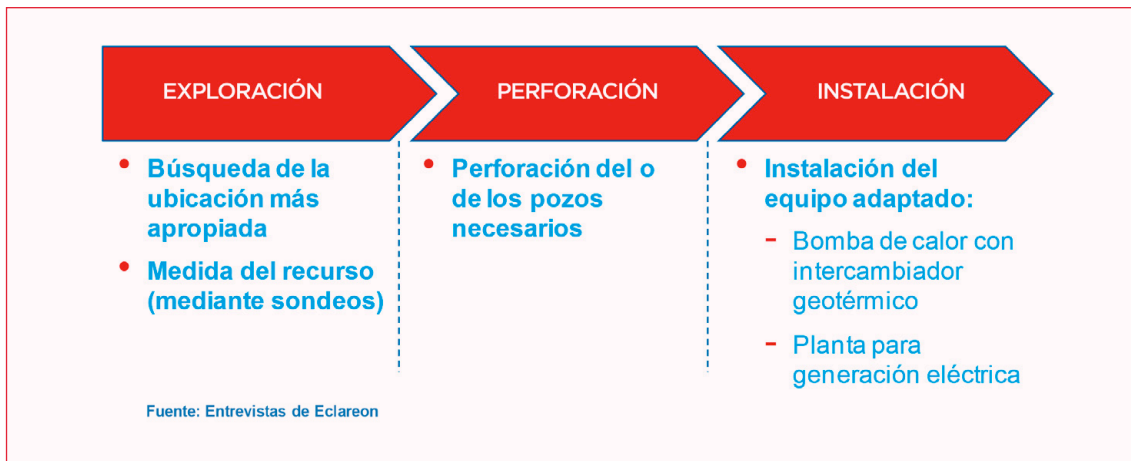 EXPLORACIÓN
PERFORACIÓN
INSTALACIÓN
• Búsqueda de la
ubicación más
apropiada
• Medida del recurso
(mediante sondeos)
• Perforación del o
de los pozos
necesarios
• Instalación del
equipo adaptado:
– Bomba de calor con
intercambiador
geotérmico
– Planta para
generación eléctrica
Fuente: Entrevistas de Eclareon